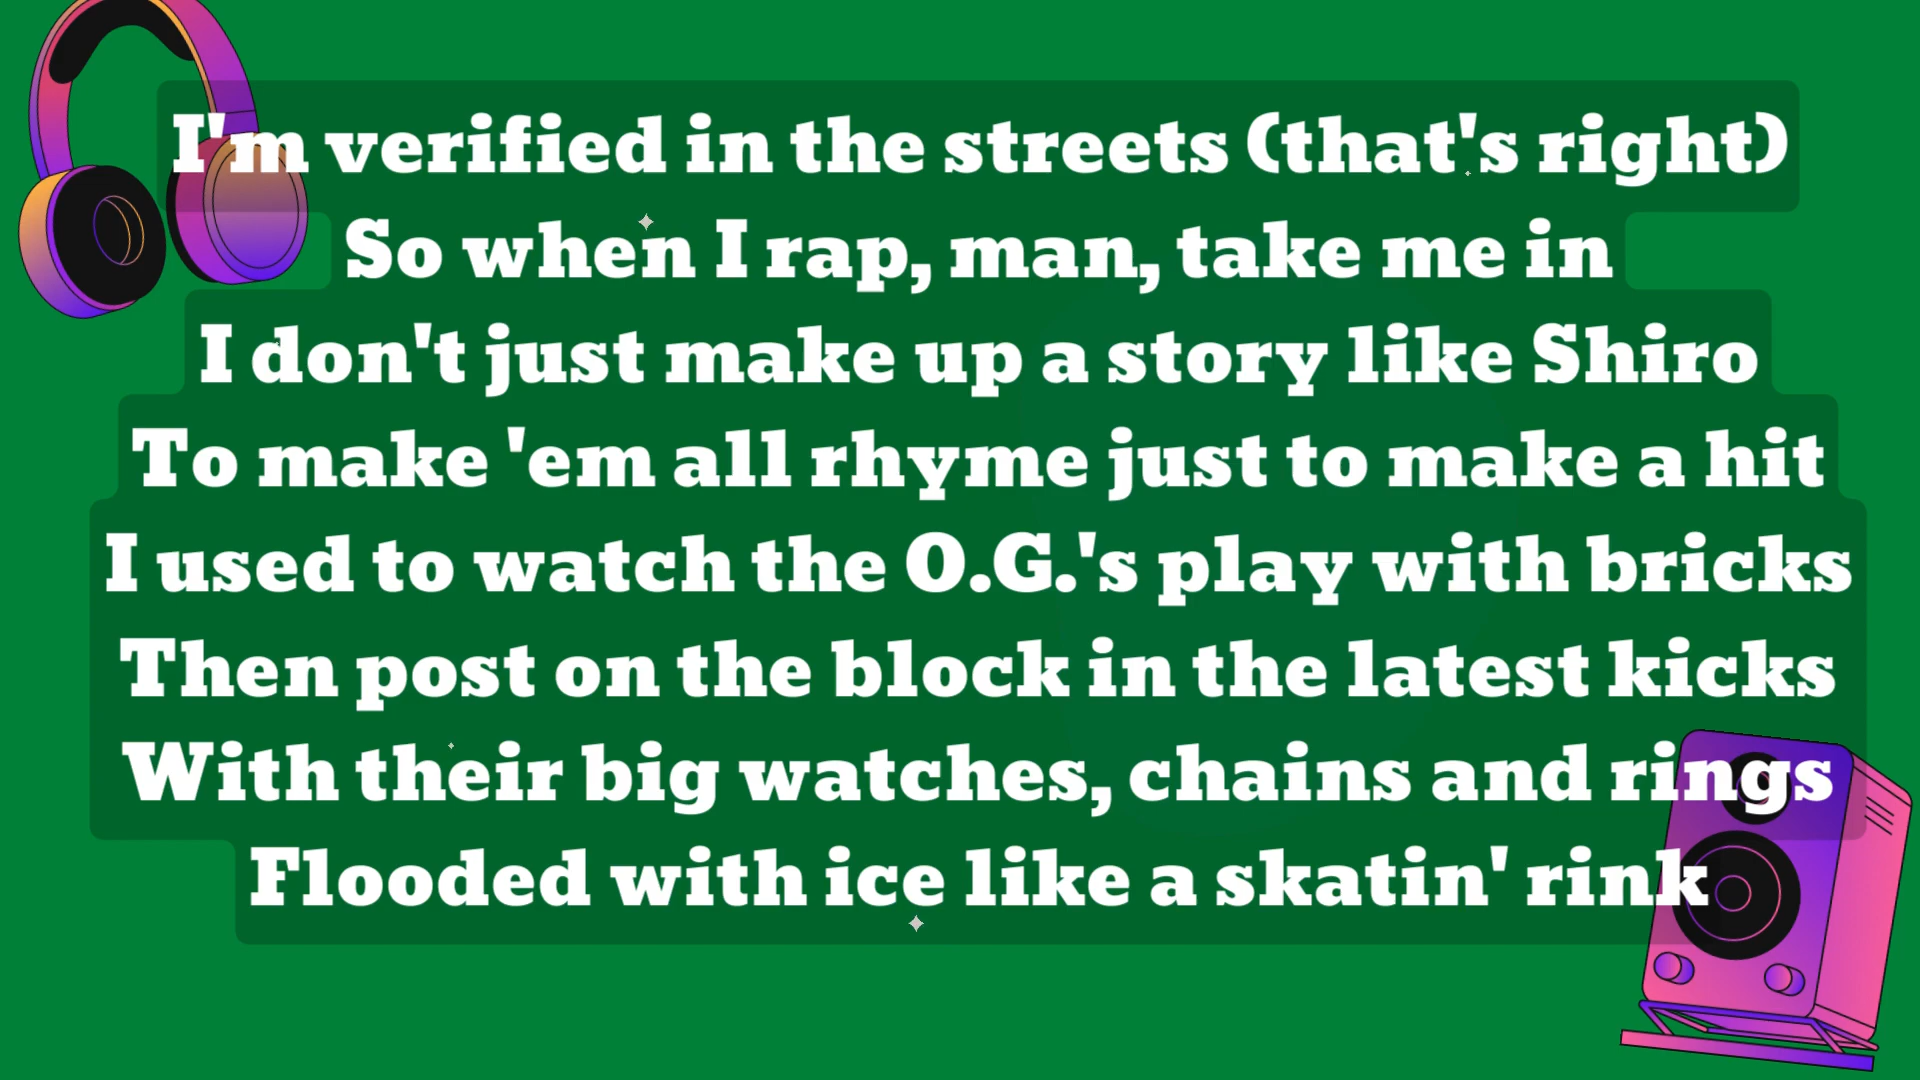 I'm verified in the streets (that's right)
So when I rap, man, take me in
I don't just make up a story like Shiro
To make 'em all rhyme just to make a hit
I used to watch the O.G.'s play with bricks
Then post on the block in the latest kicks
With their big watches, chains and rings
Flooded with ice like a skatin' rink